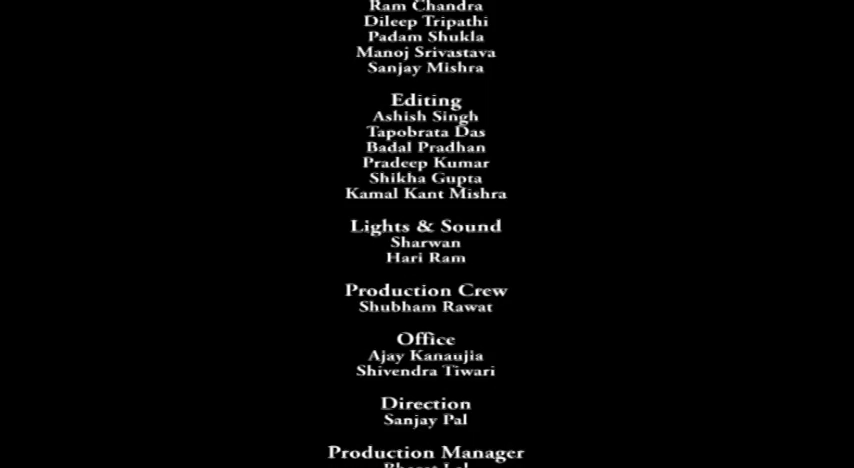 Ram Chandra
Dileep Tripathi
Padam Shukla
Manoj Srivastava
Sanjay Mishra
Editing
Ashish Singh
Tapobrata Das
Badal Pradhan
Pradeep Kumar
Shikha Gupta
Kamal Kant Mishra
Lights & Sound
Sharwan
Hari Ram
Production Crew
Shubham Rawat
Office
Ajay Kanaujia
Shivendra Tiwari
Direction
Sanjay Pal
Production Manager